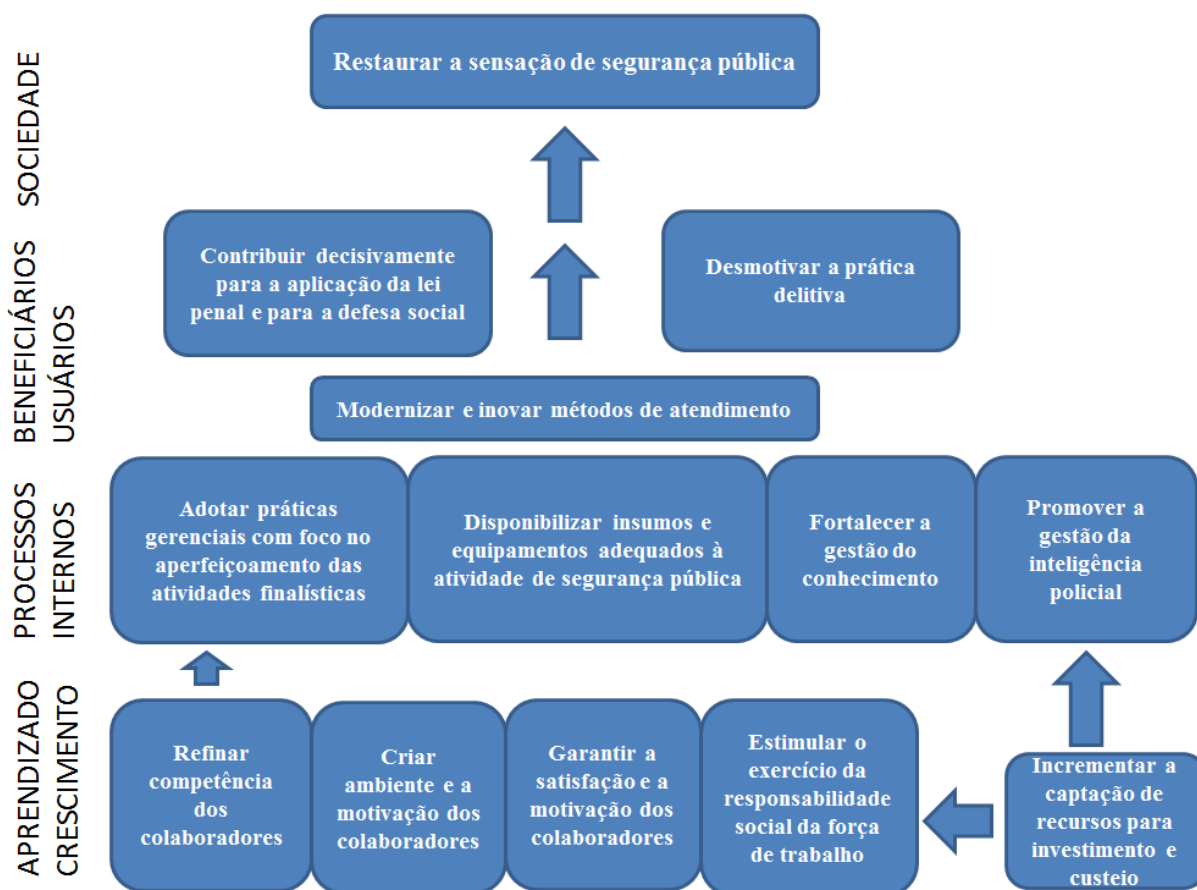 SOCIEDADE
Restaurar a sensação de segurança pública
BENEFICIÁRIOS
USUÁRIOS
Contribuir decisivamente
para a aplicação da lei
penal e para a defesa social
Desmotivar a prática
delitiva
Modernizar e inovar métodos de atendimento
PROCESSOS
INTERNOS
Adotar práticas
gerenciais com foco no
aperfeiçoamento das
atividades finalísticas
Disponibilizar insumos e
equipamentos adequados à
atividade de segurança pública
Fortalecer a
gestão do
conhecimento
Promover a
gestão da
inteligência
policial
APRENDIZADO
CRESCIMENTO
Refinar
competência
dos
colaboradores
Criar
ambiente e a
motivação dos
colaboradores
Garantir a
satisfação e a
motivação dos
colaboradores
Estimular o
exercício da
responsabilidade
social da força
de trabalho
Incrementar a
captação de
recursos para
investimento e
custeio